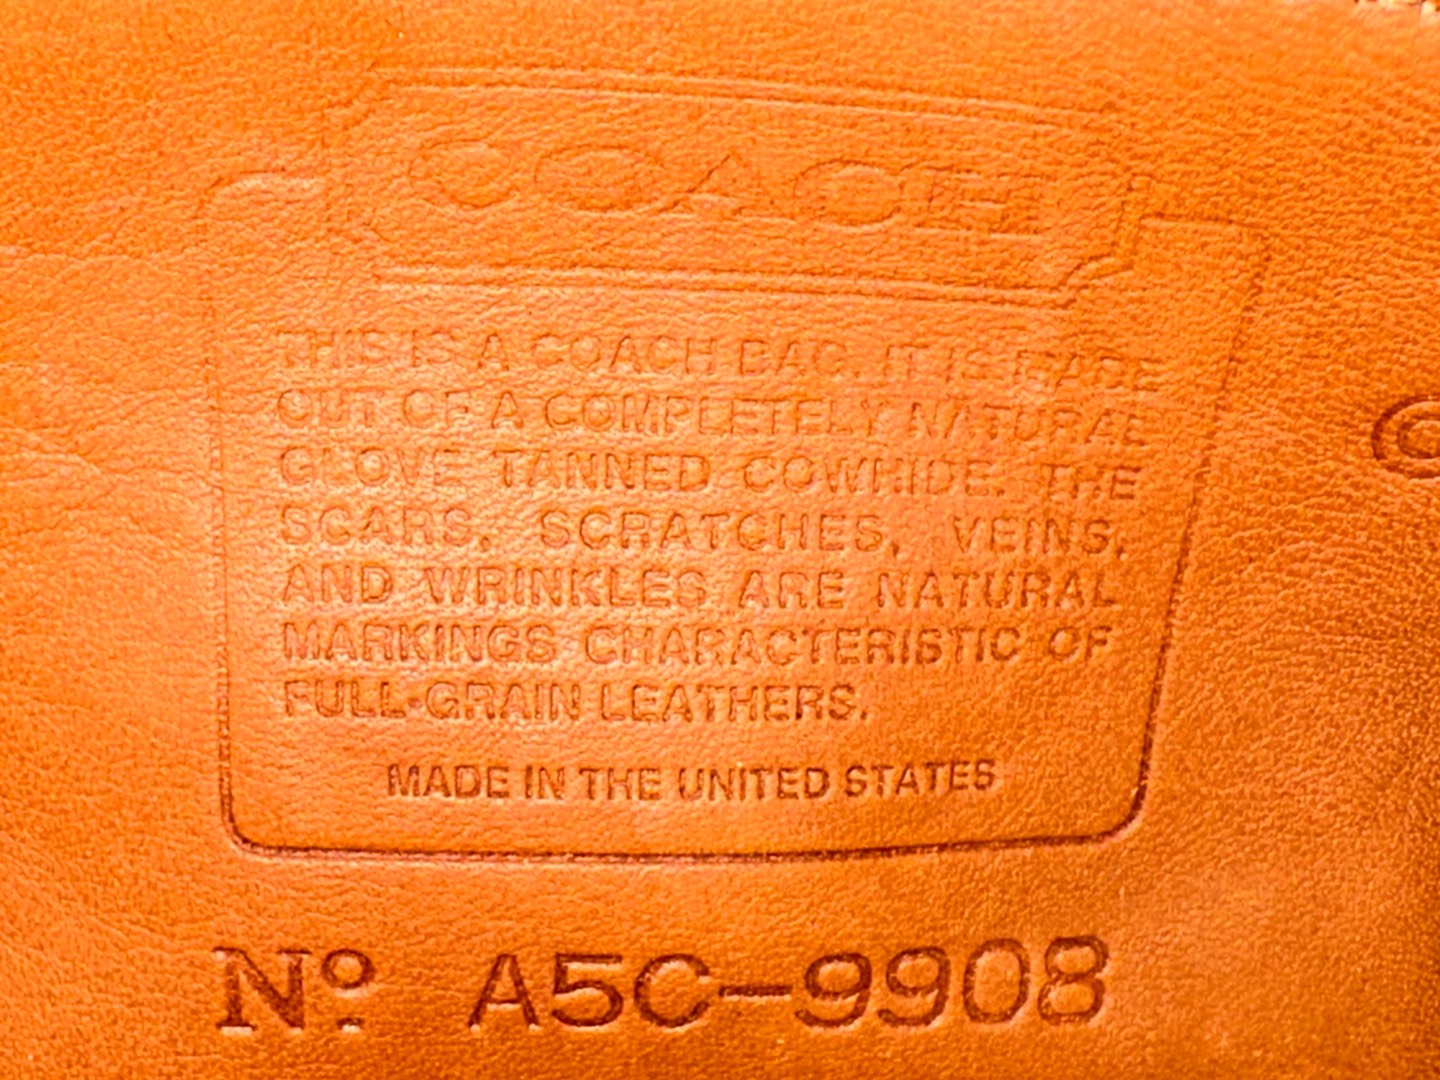 COACH
THIS IS A COACH BAG. IT IS MADE
OUT OF A COMPLETELY NATURAL
GLOVE TANNED COWHIDE. THE
SCARS, SCRATCHES, VEINS,
AND WRINKLES ARE NATURAL
MARKINGS CHARACTERISTIC OF
FULL-GRAIN LEATHERS.
MADE IN THE UNITED STATES
Nº A5C-9908
©